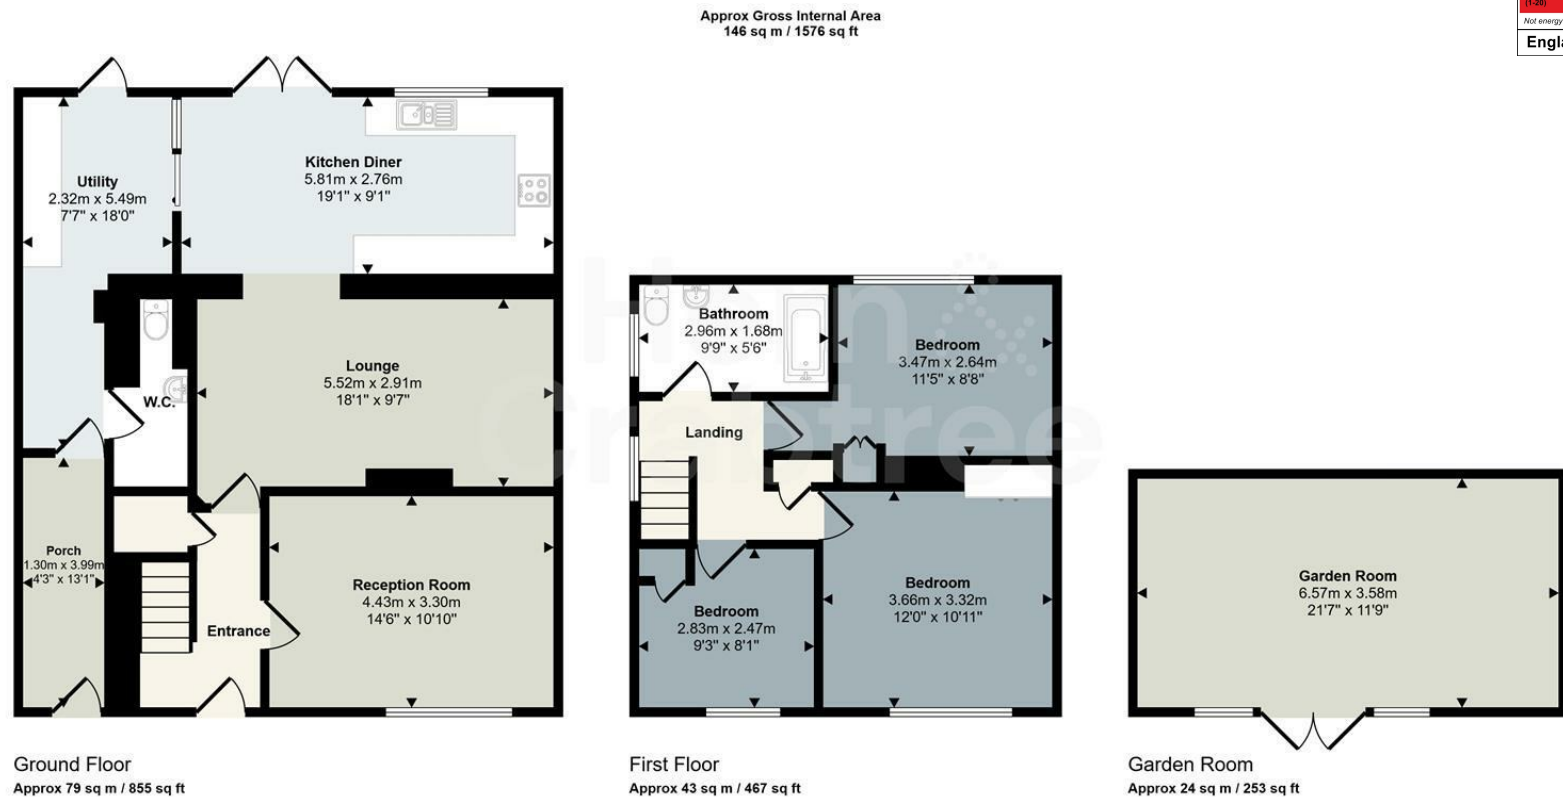 Approx Gross Internal Area
146 sq m / 1576 sq ft
(1-20)
Not energy
Engla
Utility
2.32m x 5.49m
7'7" x 18'0"
Kitchen Diner
5.81m x 2.76m
19'1" x 9'1"
Lounge
5.52m x 2.91m
18'1" x 9'7"
W.C.
Porch
1.30m x 3.99m
4'3" x 13'1"
Entrance
Reception Room
4.43m x 3.30m
14'6" x 10'10"
Ground Floor
Approx 79 sq m / 855 sq ft
Bathroom
2.96m x 1.68m
9'9" x 5'6"
Bedroom
3.47m x 2.64m
11'5" x 8'8"
Landing
Bedroom
2.83m x 2.47m
9'3" x 8'1"
Bedroom
3.66m x 3.32m
12'0" x 10'11"
First Floor
Approx 43 sq m / 467 sq ft
Garden Room
6.57m x 3.58m
21'7" x 11'9"
Garden Room
Approx 24 sq m / 253 sq ft
Crabtree